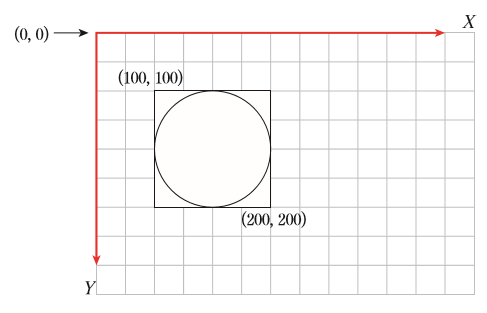 X
(0, 0)
(100, 100)
(200, 200)
Y